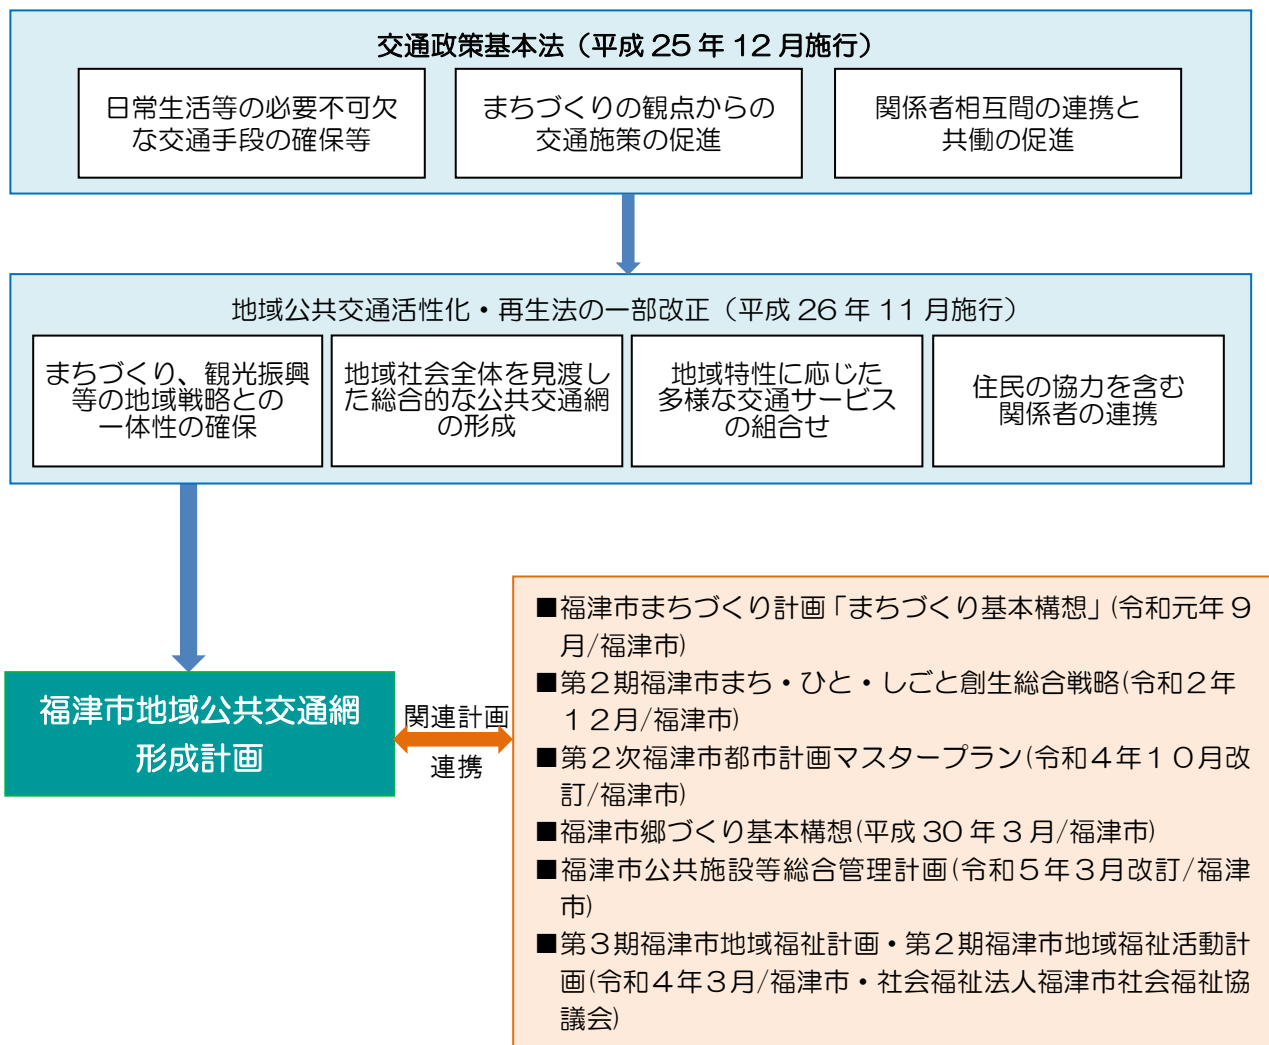 交通政策基本法（平成 25 年 12 月施行）
日常生活等の必要不可欠
な交通手段の確保等
まちづくりの観点からの
交通施策の促進
関係者相互間の連携と
共働の促進
地域公共交通活性化・再生法の一部改正（平成 26 年 11 月施行）
まちづくり、観光振興
等の地域戦略との
一体性の確保
地域社会全体を見渡し
た総合的な公共交通網
の形成
地域特性に応じた
多様な交通サービス
の組合せ
住民の協力を含む
関係者の連携
福津市地域公共交通網
形成計画
関連計画
連携
■福津市まちづくり計画「まちづくり基本構想」(令和元年９
月/福津市)
■第２期福津市まち・ひと・しごと創生総合戦略(令和２年
１２月/福津市)
■第２次福津市都市計画マスタープラン(令和４年１０月改
訂/福津市)
■福津市郷づくり基本構想(平成 30 年３月/福津市)
■福津市公共施設等総合管理計画(令和５年３月改訂/福津
市)
■第３期福津市地域福祉計画・第２期福津市地域福祉活動計
画(令和４年３月/福津市・社会福祉法人福津市社会福祉協
議会)